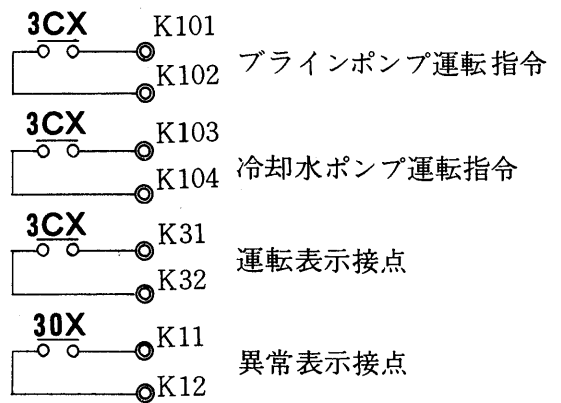 3CX K101
K102 ブラインポンプ運転指令
3CX K103
K104 冷却水ポンプ運転指令
3CX K31
K32 運転表示接点
30X K11
K12 異常表示接点